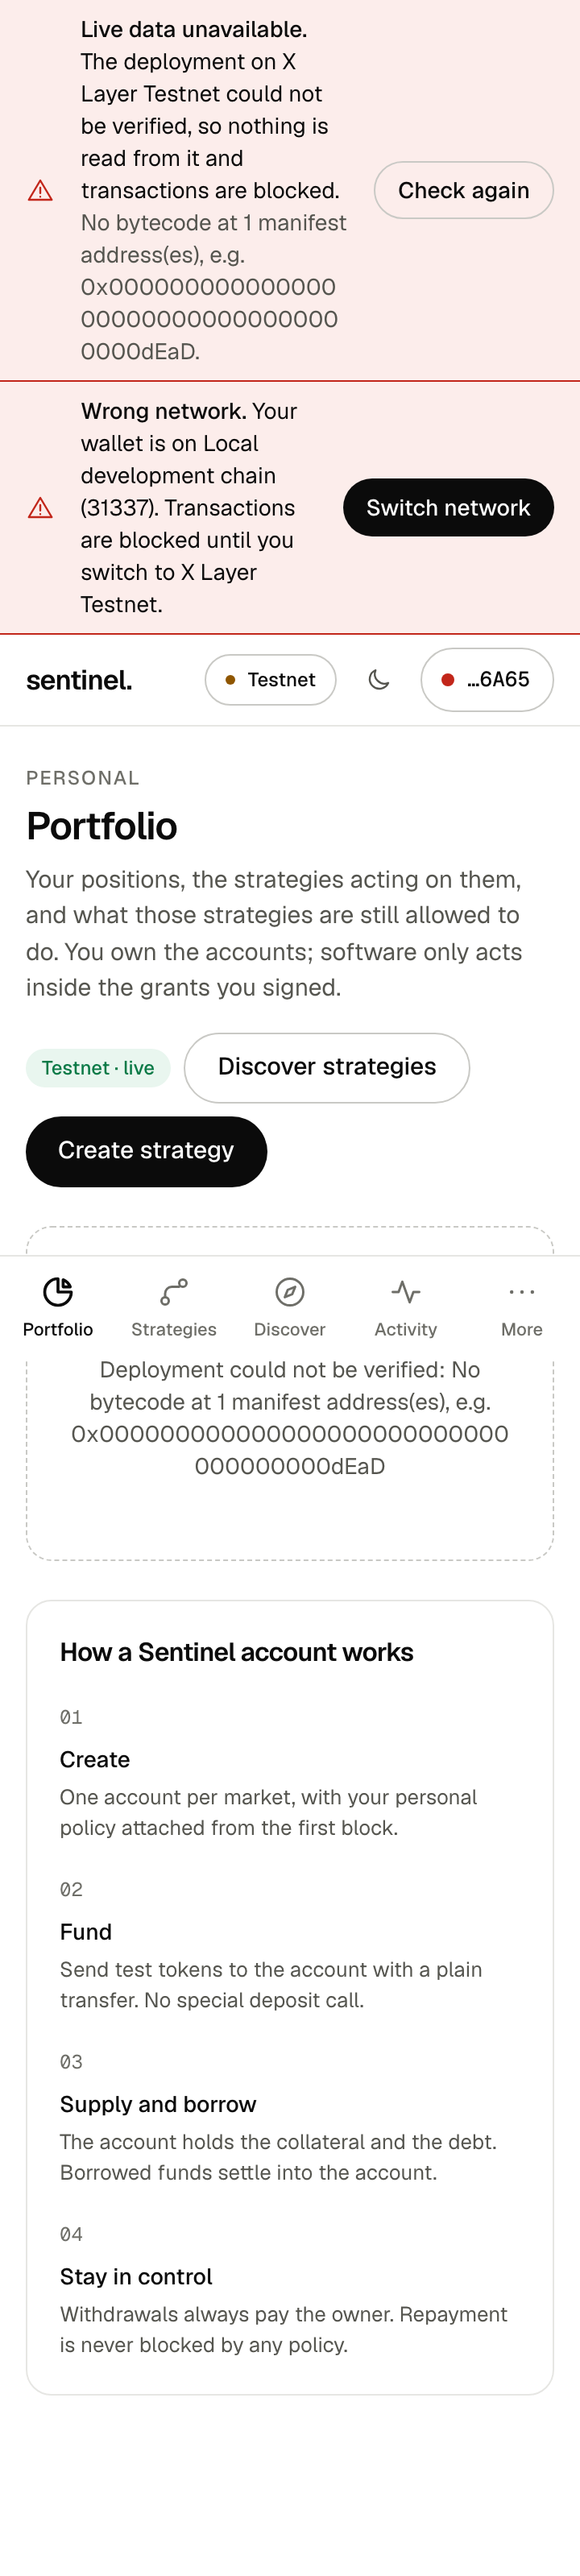 Live data unavailable.
The deployment on X
Layer Testnet could not
be verified, so nothing is
read from it and
transactions are blocked.
No bytecode at 1 manifest
address(es), e.g.
0x00000000000000
00000000000000000
0000dEaD.
Check again
Wrong network. Your
wallet is on Local
development chain
(31337). Transactions
are blocked until you
switch to X Layer
Testnet.
Switch network
sentinel.
Testnet
…6A65
PERSONAL
Portfolio
Your positions, the strategies acting on them,
and what those strategies are still allowed to
do. You own the accounts; software only acts
inside the grants you signed.
Testnet · live
Discover strategies
Create strategy
Portfolio
Strategies
Discover
Activity
More
Deployment could not be verified: No
bytecode at 1 manifest address(es), e.g.
0x000000000000000000000000000
000000000dEaD
How a Sentinel account works
01
Create
One account per market, with your personal
policy attached from the first block.
02
Fund
Send test tokens to the account with a plain
transfer. No special deposit call.
03
Supply and borrow
The account holds the collateral and the debt.
Borrowed funds settle into the account.
04
Stay in control
Withdrawals always pay the owner. Repayment
is never blocked by any policy.